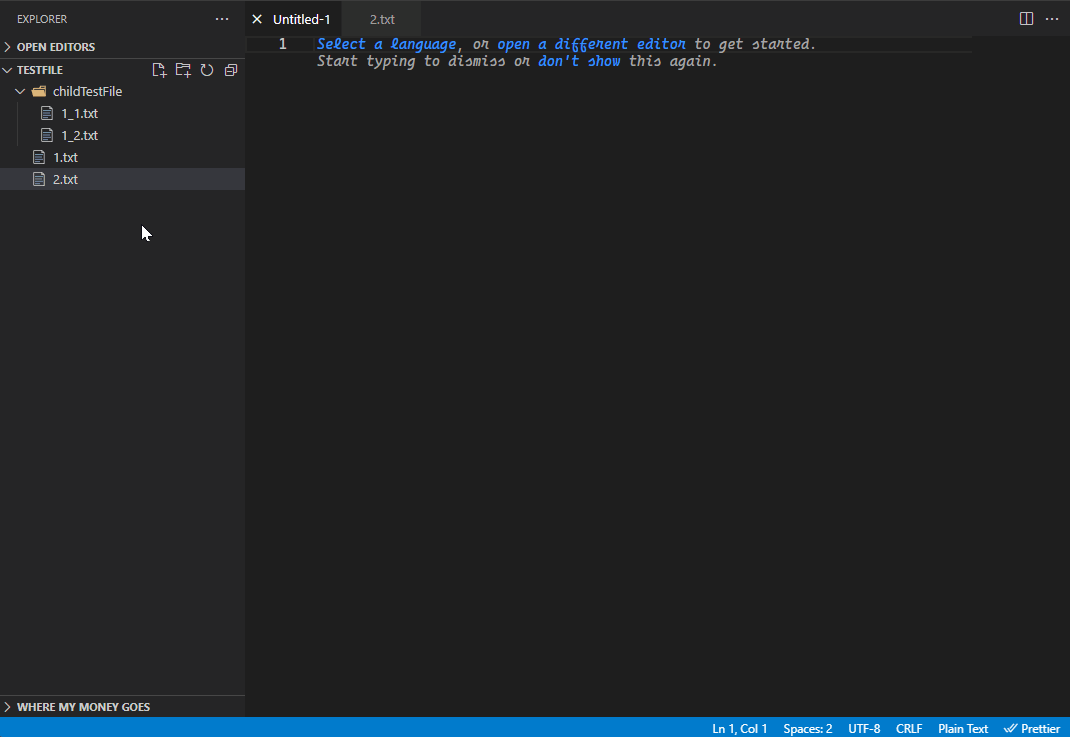 EXPLORER
Untitled-1
2.txt
OPEN EDITORS
TESTFILE
childTestFile
1_1.txt
1_2.txt
1.txt
2.txt
1
Select a language, or open a different editor to get started.
Start typing to dismiss or don't show this again.
WHERE MY MONEY GOES
Ln 1, Col 1 Spaces: 2 UTF-8 CRLF Plain Text Prettier